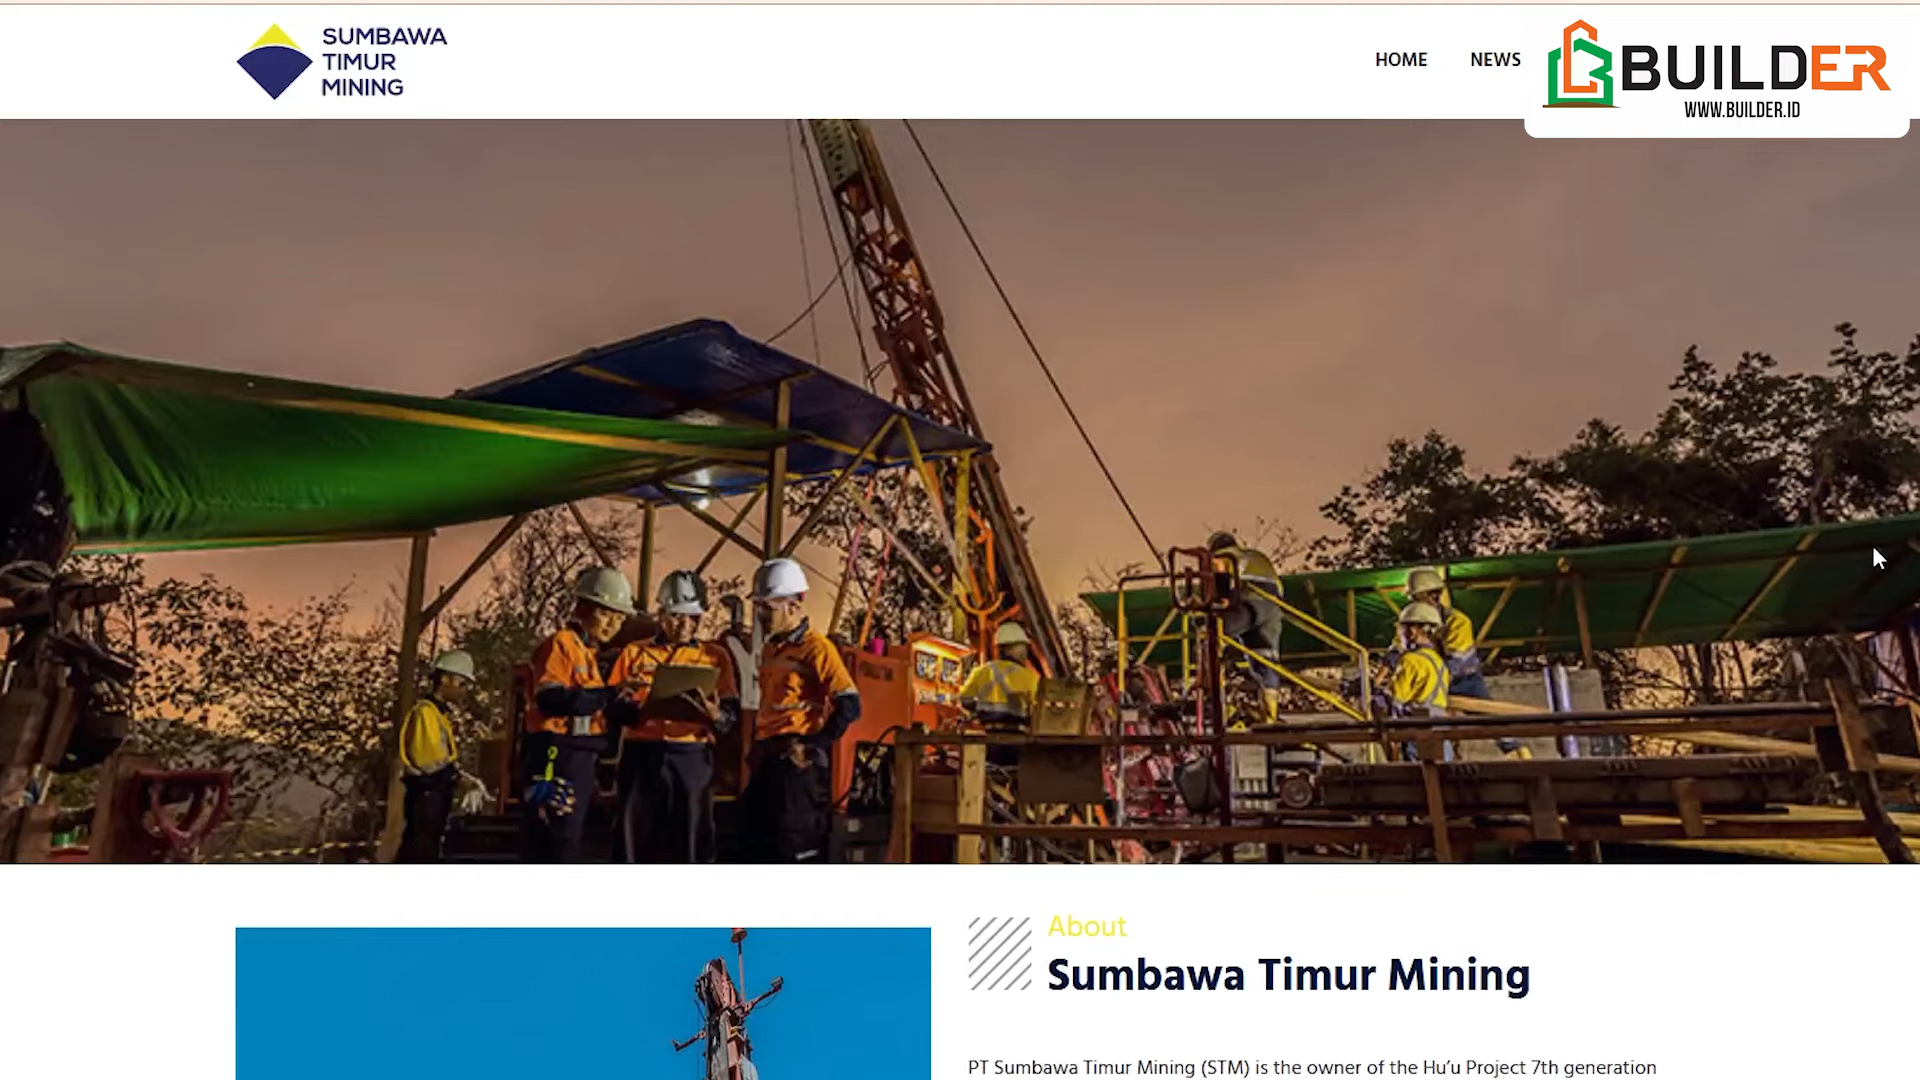 SUMBAWA
TIMUR
MINING
HOME
NEWS
BUILDER
WWW.BUILDER.ID
About
Sumbawa Timur Mining
PT Sumbawa Timur Mining (STM) is the owner of the Hu’u Project 7th generation